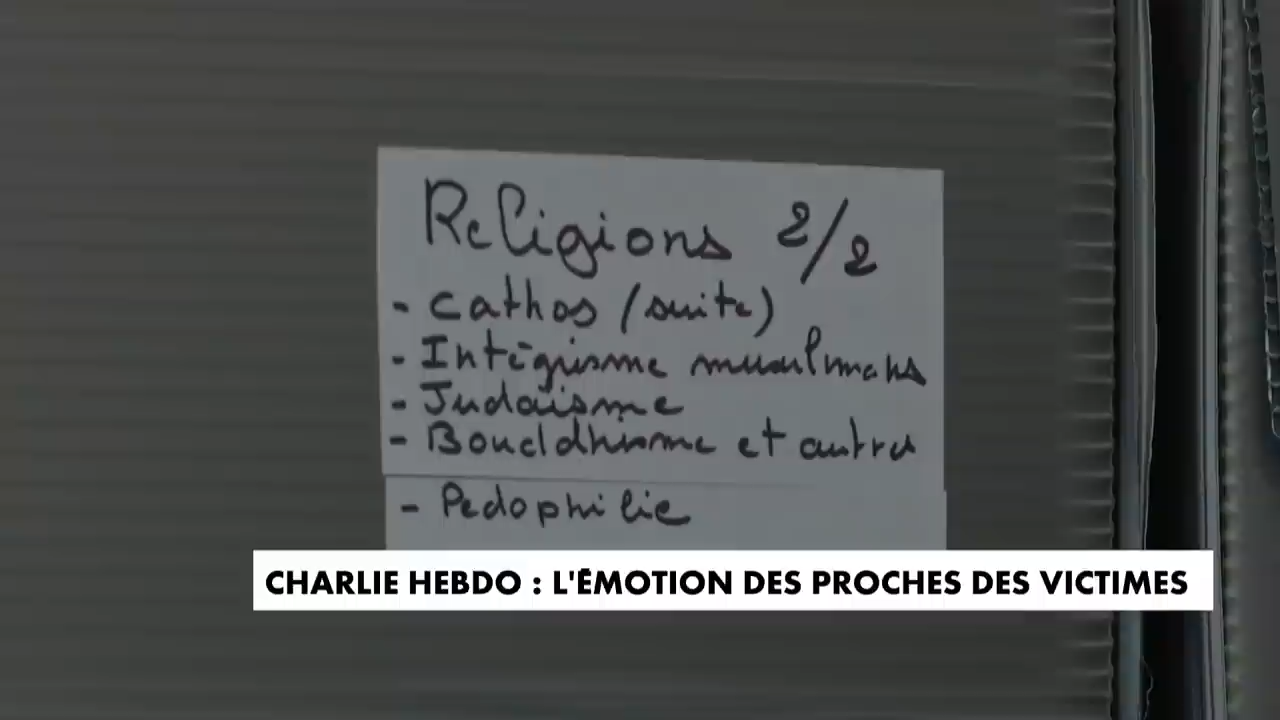 Religions 2/2
- Cathos (suite)
- Intégrisme musulmans
- Judaïsme
- Bouddhisme et autres
- Pedophilie
CHARLIE HEBDO : L'ÉMOTION DES PROCHES DES VICTIMES